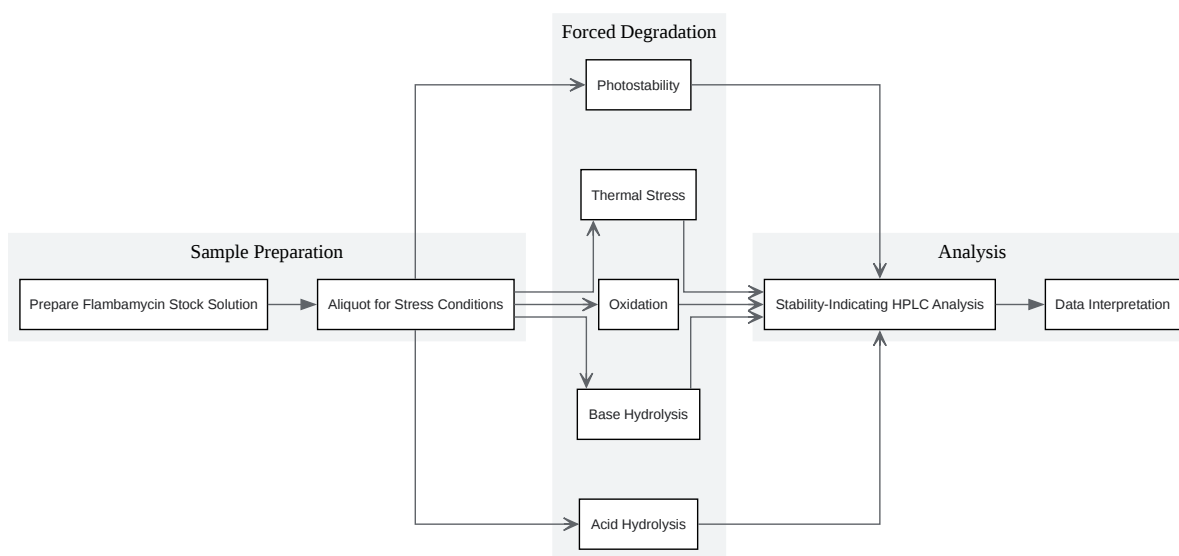 Forced Degradation
Photostability
Thermal Stress
Sample Preparation
Analysis
Prepare Flambamycin Stock Solution
Aliquot for Stress Conditions
Oxidation
Stability-Indicating HPLC Analysis
Data Interpretation
Base Hydrolysis
Acid Hydrolysis